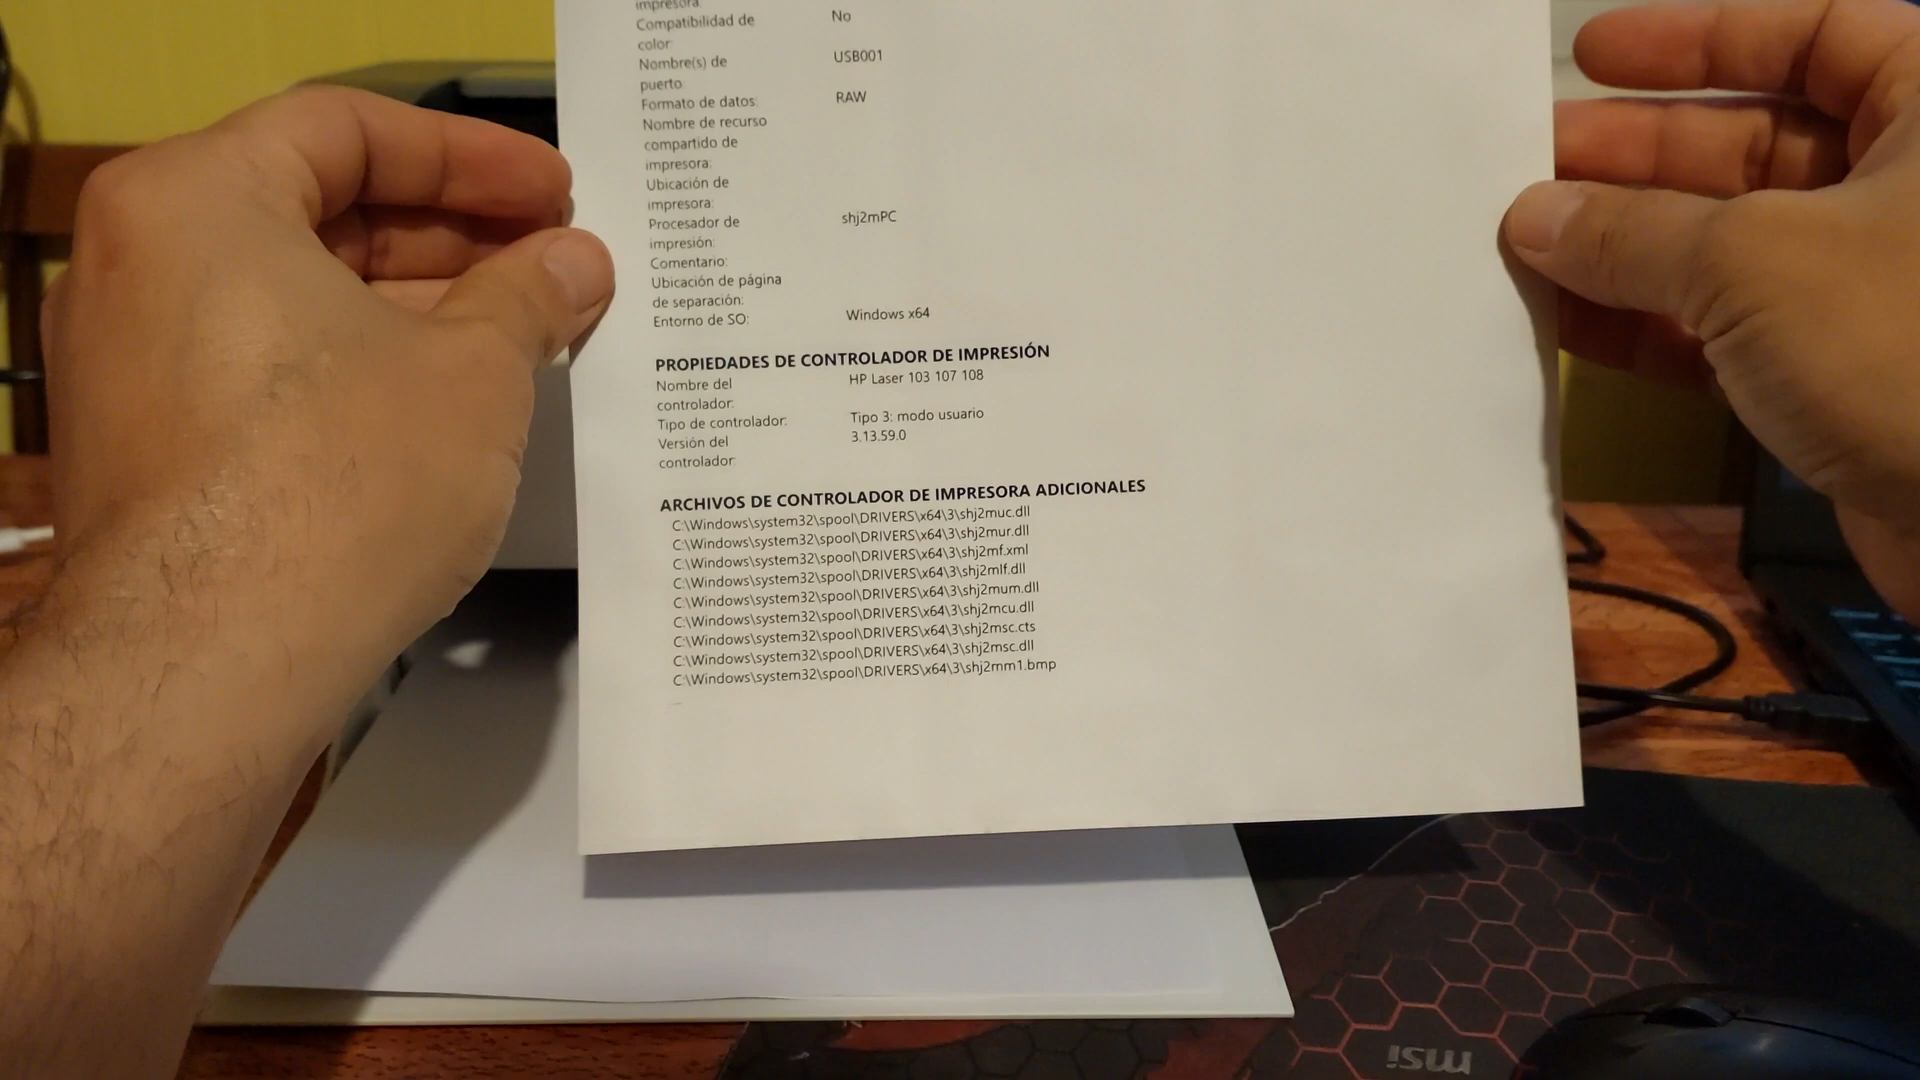 impresora:
Compatibilidad de No
color:
Nombre(s) de USB001
puerto:
Formato de datos: RAW
Nombre de recurso
compartido de
impresora:
Ubicación de
impresora:
Procesador de shj2mPC
impresión:
Comentario:
Ubicación de página
de separación:
Entorno de SO: Windows x64
PROPIEDADES DE CONTROLADOR DE IMPRESIÓN
Nombre del HP Laser 103 107 108
controlador:
Tipo de controlador: Tipo 3: modo usuario
Versión del 3.13.59.0
controlador:
ARCHIVOS DE CONTROLADOR DE IMPRESORA ADICIONALES
C:\Windows\system32\spool\DRIVERS\x64\3\shj2muc.dll
C:\Windows\system32\spool\DRIVERS\x64\3\shj2mur.dll
C:\Windows\system32\spool\DRIVERS\x64\3\shj2mf.xml
C:\Windows\system32\spool\DRIVERS\x64\3\shj2mlf.dll
C:\Windows\system32\spool\DRIVERS\x64\3\shj2mum.dll
C:\Windows\system32\spool\DRIVERS\x64\3\shj2mcu.dll
C:\Windows\system32\spool\DRIVERS\x64\3\shj2msc.cts
C:\Windows\system32\spool\DRIVERS\x64\3\shj2msc.dll
C:\Windows\system32\spool\DRIVERS\x64\3\shj2mm1.bmp
msi